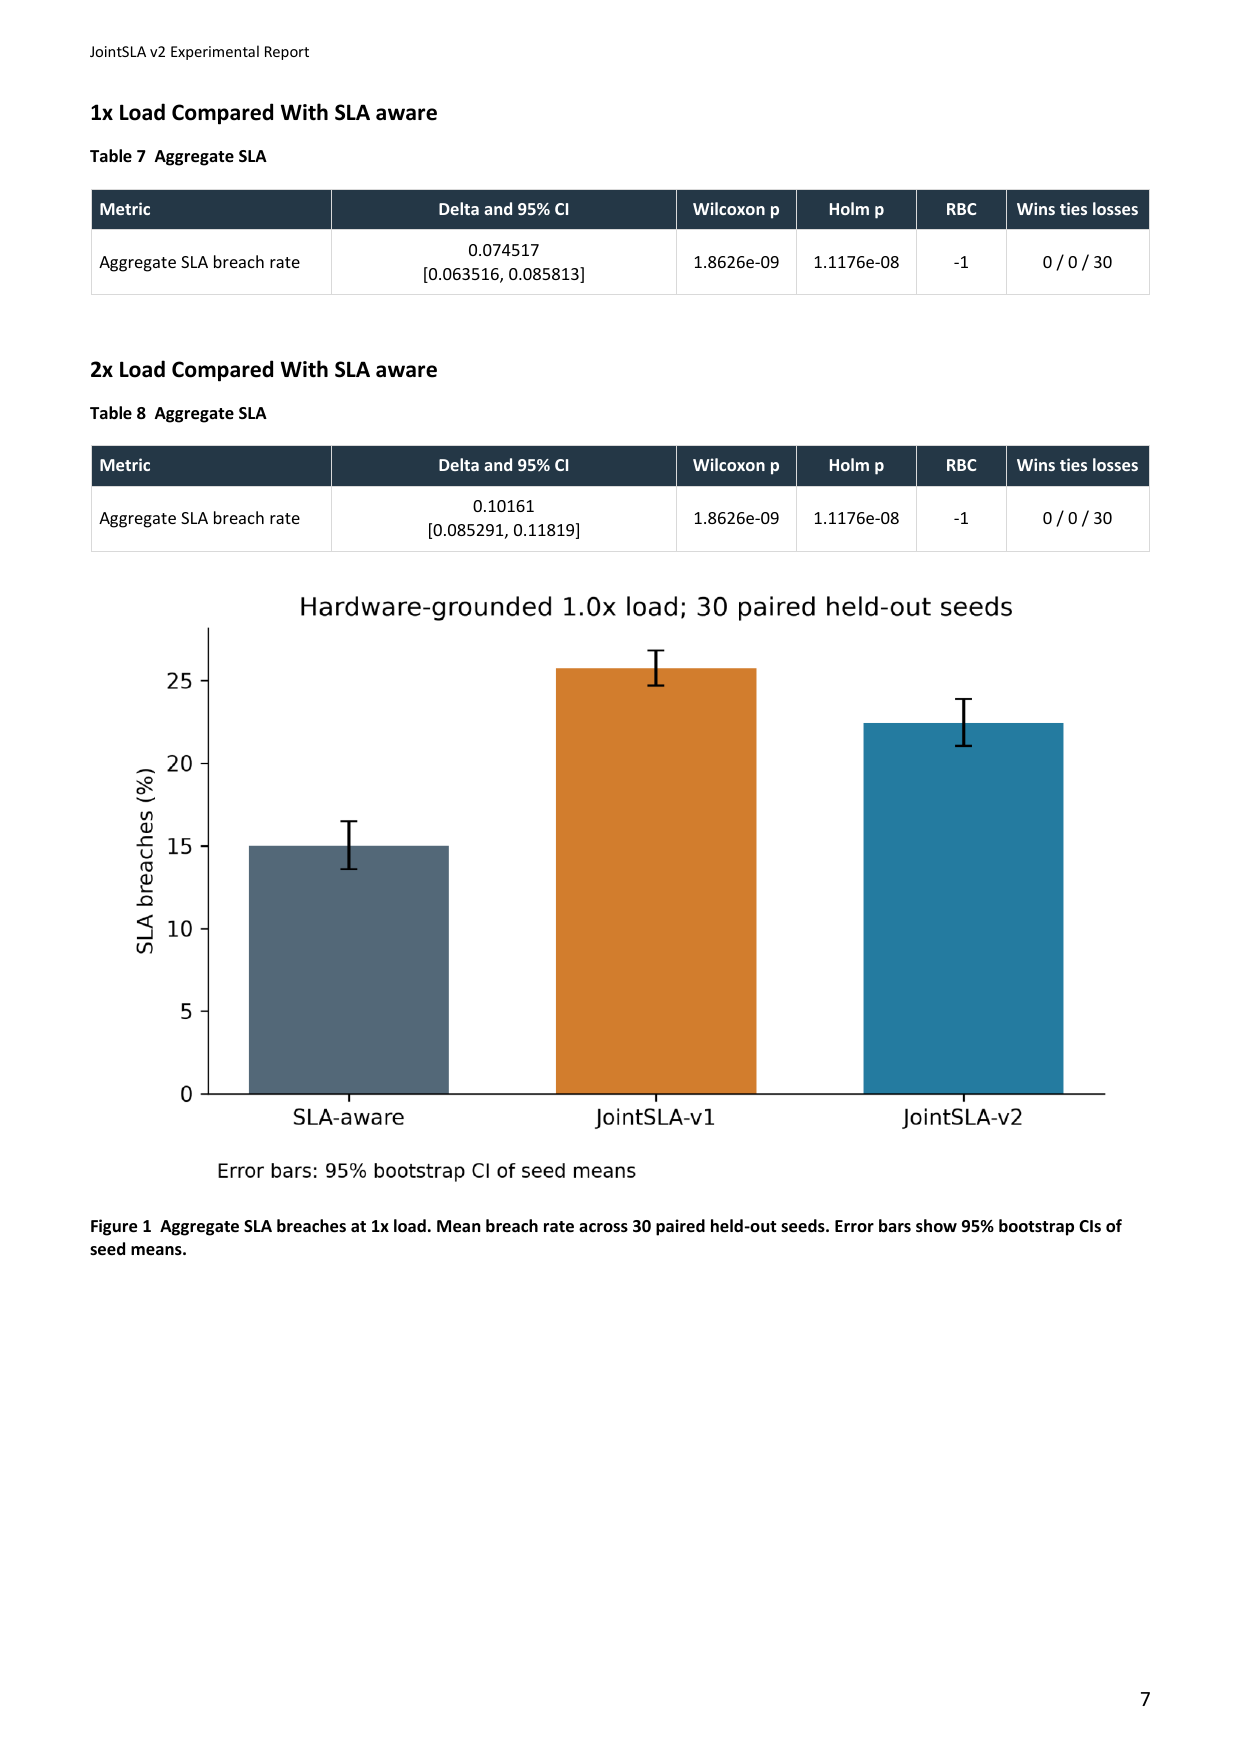 JointSLA v2 Experimental Report
1x Load Compared With SLA aware
Table 7  Aggregate SLA
Metric Delta and 95% CI Wilcoxon p Holm p RBC Wins ties losses
Aggregate SLA breach rate 0.074517 1.8626e-09 1.1176e-08 -1 0 / 0 / 30
[0.063516, 0.085813]
2x Load Compared With SLA aware
Table 8  Aggregate SLA
Metric Delta and 95% CI Wilcoxon p Holm p RBC Wins ties losses
Aggregate SLA breach rate 0.10161 1.8626e-09 1.1176e-08 -1 0 / 0 / 30
[0.085291, 0.11819]
Hardware-grounded 1.0x load; 30 paired held-out seeds
SLA breaches (%)
25
20
15
10
5
0
SLA-aware JointSLA-v1 JointSLA-v2
Error bars: 95% bootstrap CI of seed means
Figure 1  Aggregate SLA breaches at 1x load. Mean breach rate across 30 paired held-out seeds. Error bars show 95% bootstrap CIs of
seed means.
7